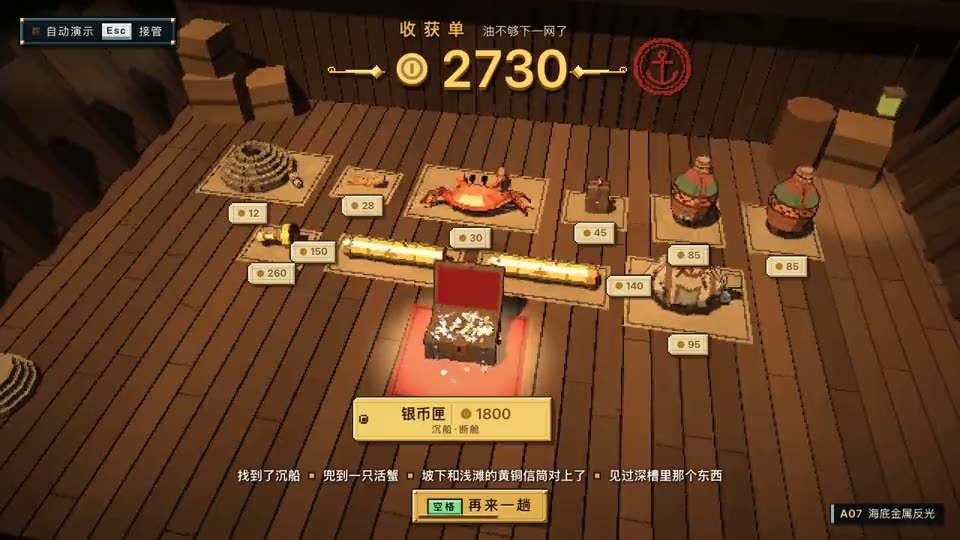 自动演示 Esc 接管
收获单 油不够下一网了
2730
12
28
30
45
85
85
150
260
140
95
银币匣 1800
沉船·断舱
找到了沉船 兜到一只活蟹 坡下和浅滩的黄铜信筒对上了 见过深槽里那个东西
空格 再来一趟
A07 海底金属反光